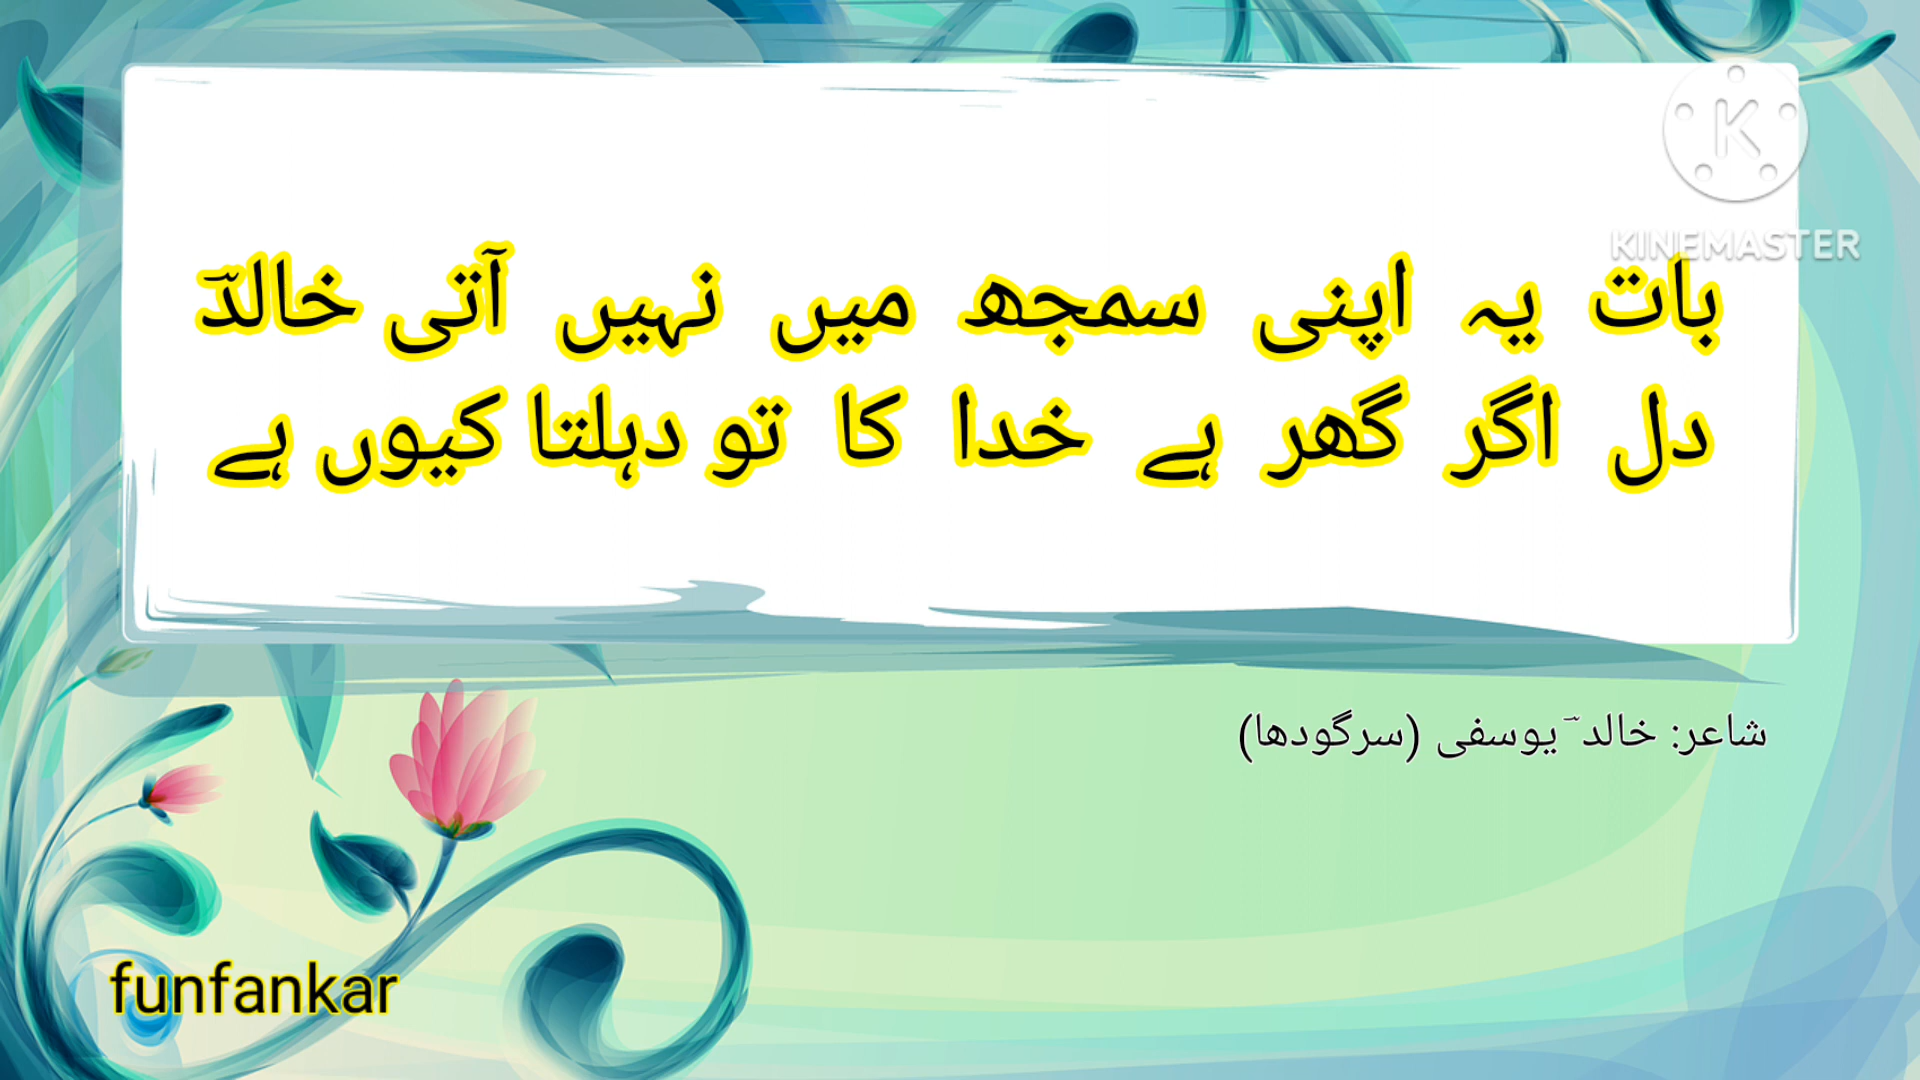 KINEMASTER
بات یہ اپنی سمجھ میں نہیں آتی خالدؔ
دل اگر گھر ہے خدا کا تو دہلتا کیوں ہے
شاعر: خالد ؔیوسفی (سرگودھا)
funfankar